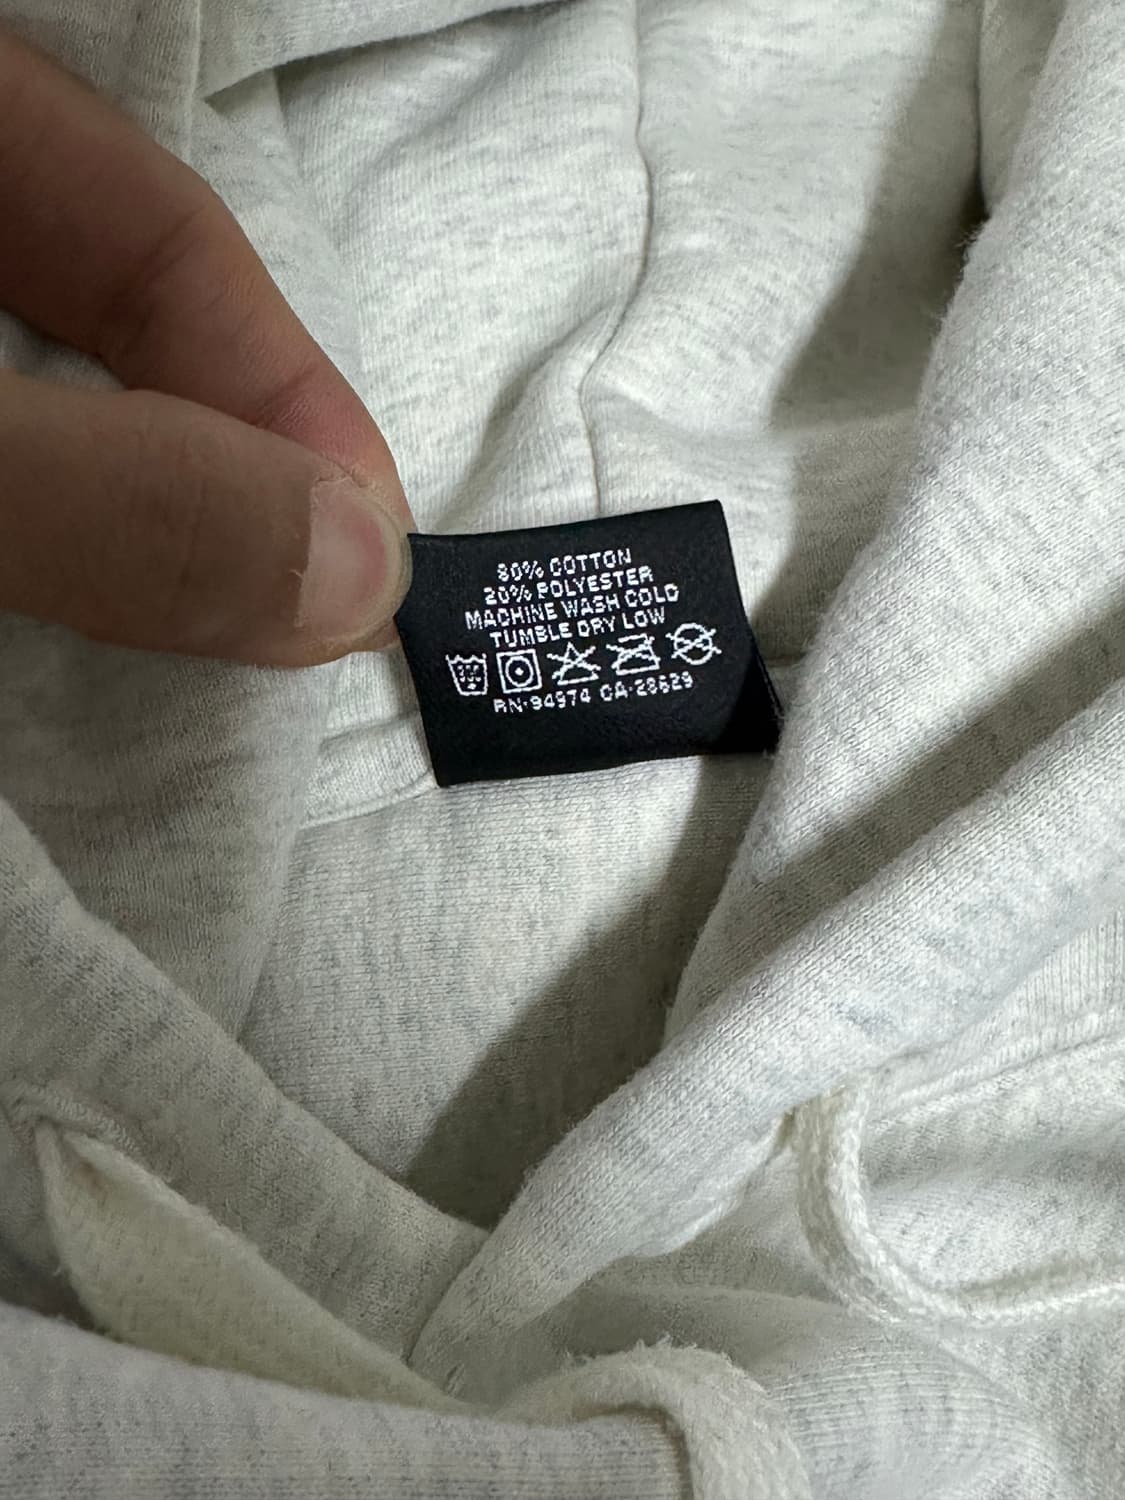 80% COTTON
20% POLYESTER
MACHINE WASH COLD
TUMBLE DRY LOW
RN·94974 CA·28629